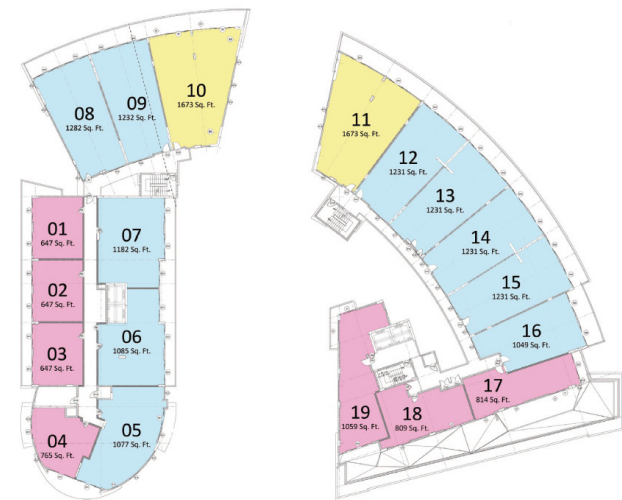 01
647 Sq. Ft.
02
647 Sq. Ft.
03
647 Sq. Ft.
04
765 Sq. Ft.
05
1077 Sq. Ft.
06
1085 Sq. Ft.
07
1182 Sq. Ft.
08
1282 Sq. Ft.
09
1232 Sq. Ft.
10
1673 Sq. Ft.
11
1673 Sq. Ft.
12
1231 Sq. Ft.
13
1231 Sq. Ft.
14
1231 Sq. Ft.
15
1231 Sq. Ft.
16
1049 Sq. Ft.
17
814 Sq. Ft.
18
809 Sq. Ft.
19
1059 Sq. Ft.